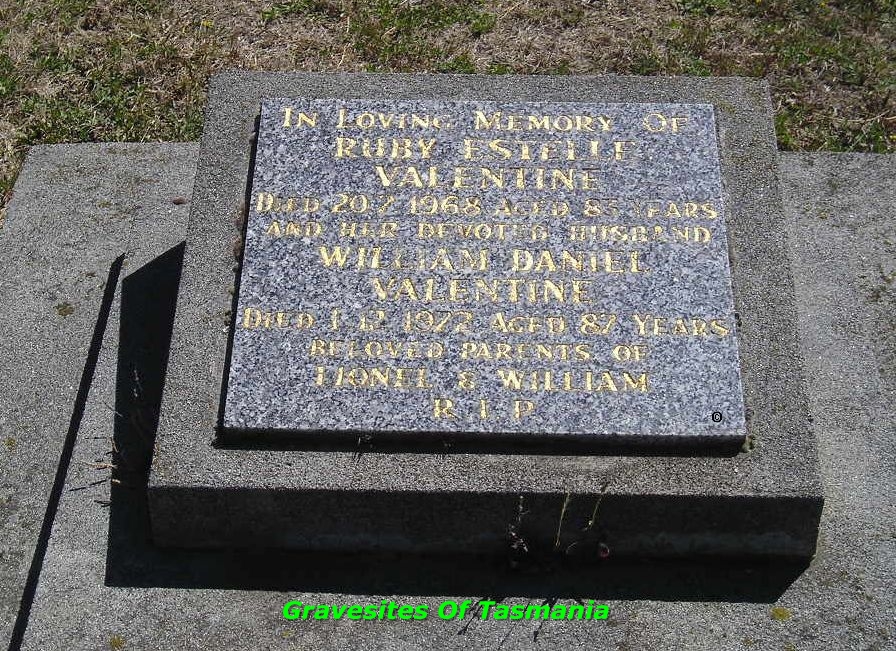 In Loving Memory Of
RUBY ESTELLE
VALENTINE
Died 20.7.1968 Aged 83 Years
AND HER DEVOTED HUSBAND
WILLIAM DANIEL
VALENTINE
Died 1.12.1972 Aged 87 Years
BELOVED PARENTS OF
LIONEL & WILLIAM
R.I.P.
©
Gravesites Of Tasmania